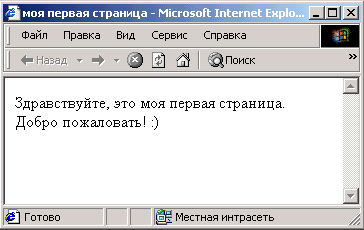 моя первая страница - Microsoft Internet Explo...
Файл Правка Вид Сервис Справка
Назад Поиск »
Здравствуйте, это моя первая страница.
Добро пожаловать! :)
Готово Местная интрасеть